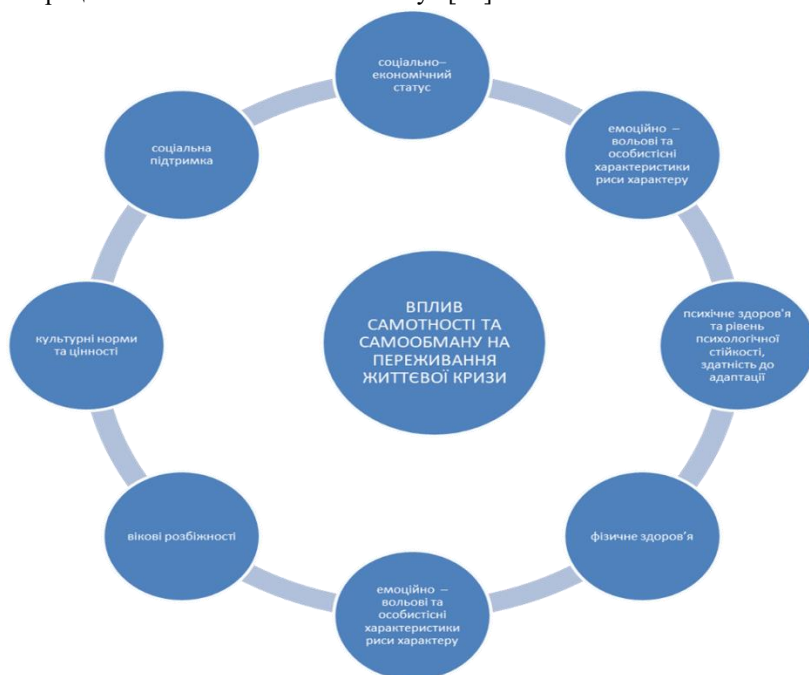 соціально–
економічний
статус
емоційно –
вольові та
особистісні
характеристики
риси характеру
психічне здоров’я
та рівень
психологічної
стійкості,
здатність до
адаптації
фізичне здоров’я
емоційно –
вольові та
особистісні
характеристики
риси характеру
вікові розбіжності
культурні норми
та цінності
соціальна
підтримка
ВПЛИВ
САМОТНОСТІ ТА
САМООБМАНУ НА
ПЕРЕЖИВАННЯ
ЖИТТЄВОЇ КРИЗИ